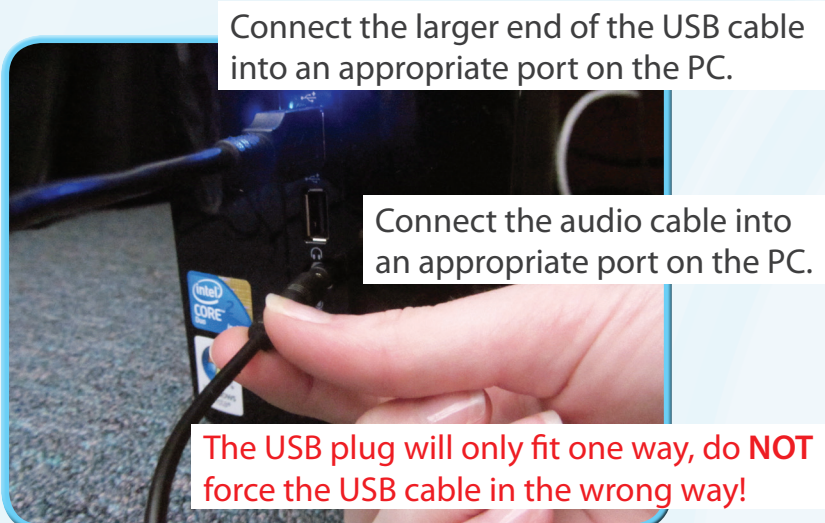 Connect the larger end of the USB cable
into an appropriate port on the PC.
Connect the audio cable into
an appropriate port on the PC.
intel
CORE 2
Duo
The USB plug will only fit one way, do NOT
force the USB cable in the wrong way!